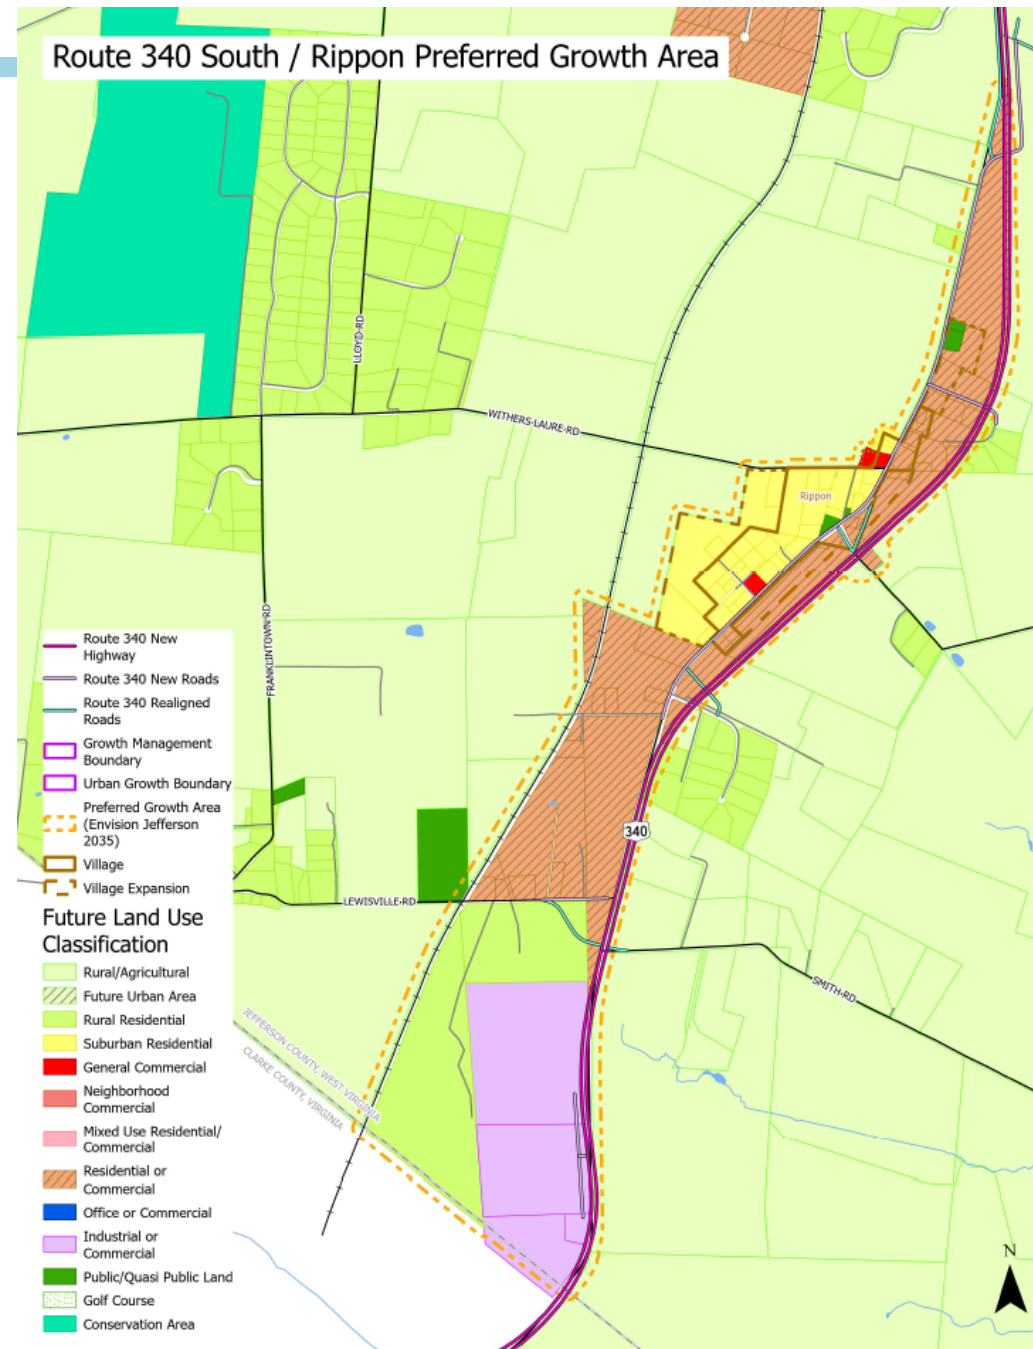 Route 340 South / Rippon Preferred Growth Area
LLOYD RD
WITHERS-LAURE-RD
Rippon
FRANKLINTOWN-RD
340
LEWISVILLE-RD
SMITH-RD
JEFFERSON COUNTY, WEST VIRGINIA
CLARKE COUNTY, VIRGINIA
Route 340 New
Highway
Route 340 New Roads
Route 340 Realigned
Roads
Growth Management
Boundary
Urban Growth Boundary
Preferred Growth Area
(Envision Jefferson
2035)
Village
Village Expansion
Future Land Use
Classification
Rural/Agricultural
Future Urban Area
Rural Residential
Suburban Residential
General Commercial
Neighborhood
Commercial
Mixed Use Residential/
Commercial
Residential or
Commercial
Office or Commercial
Industrial or
Commercial
Public/Quasi Public Land
Golf Course
Conservation Area
N